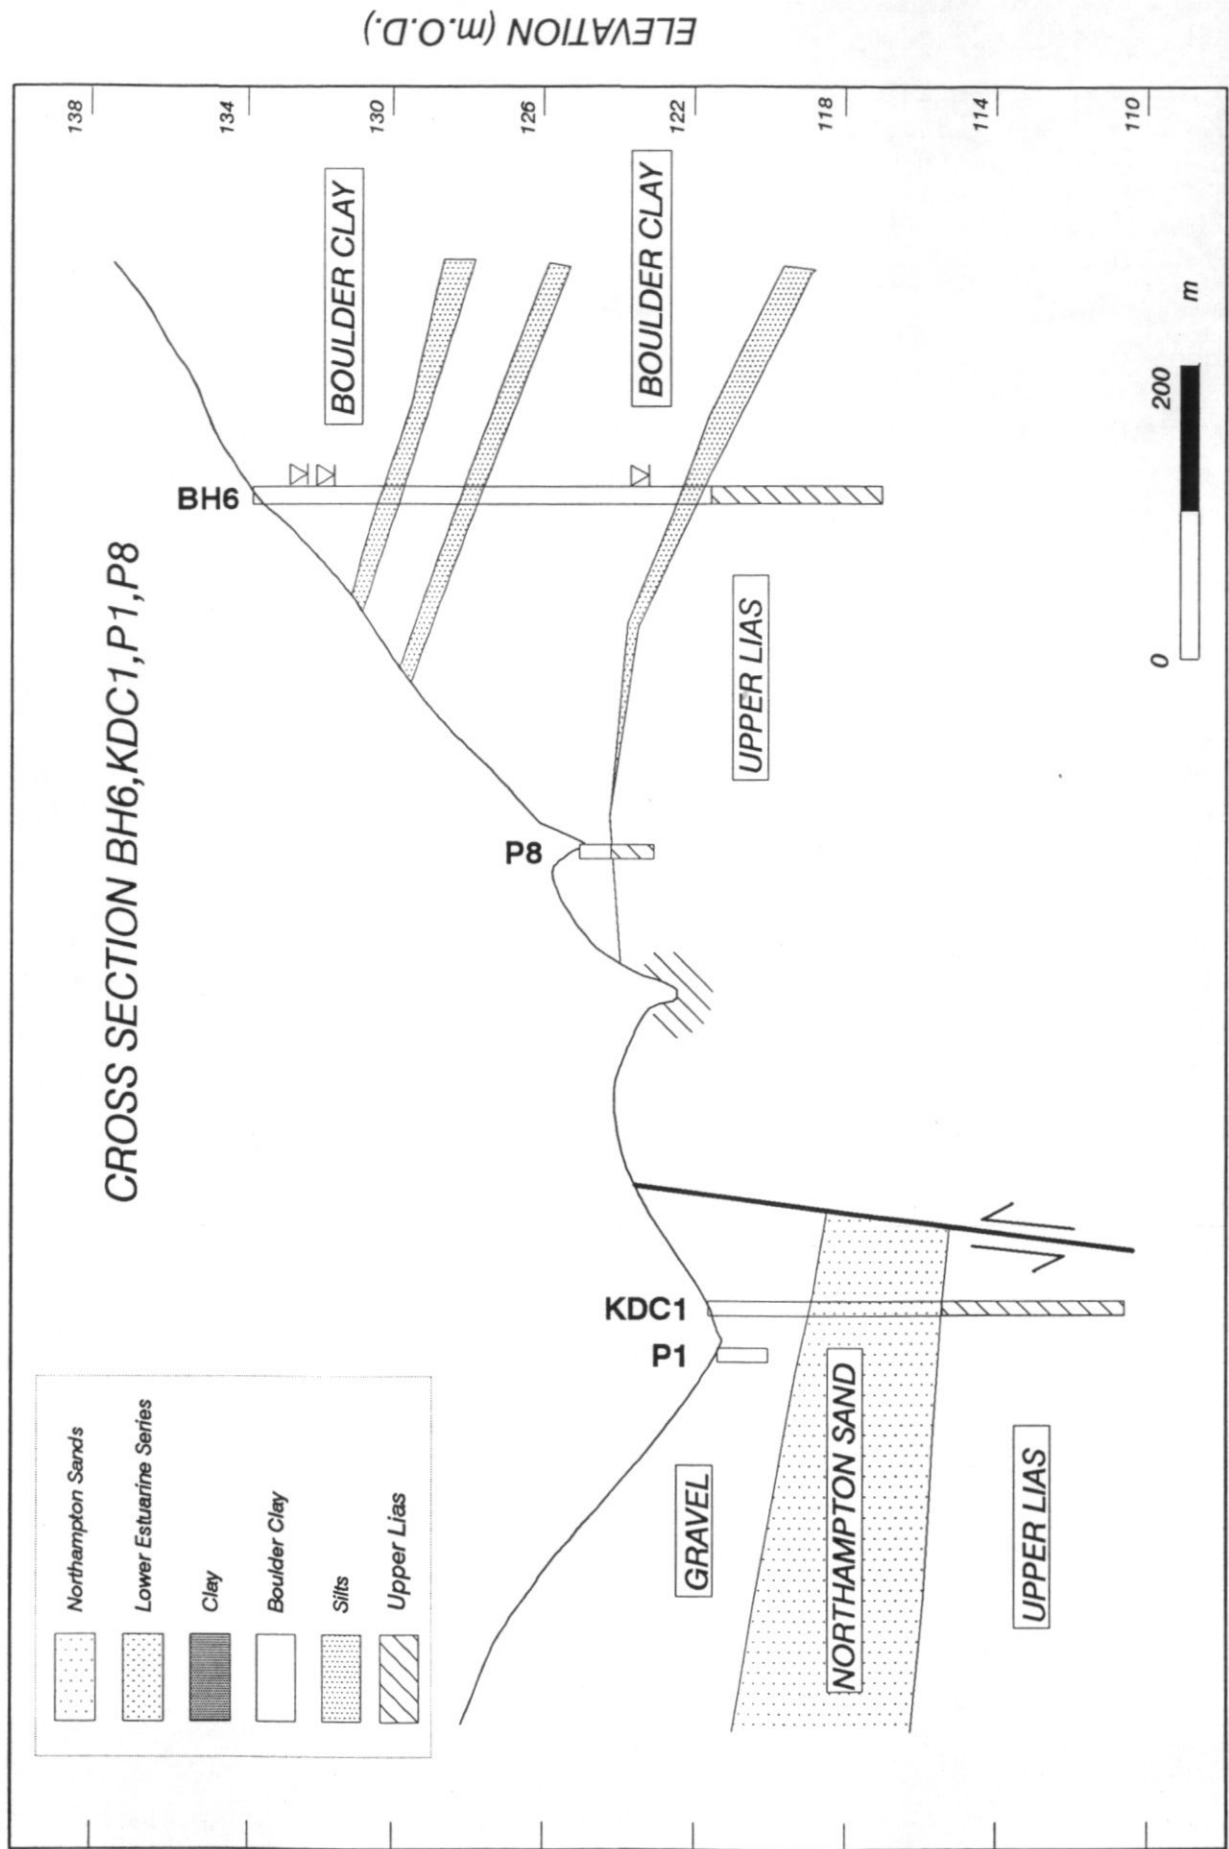 CROSS SECTION BH6,KDC1,P1,P8
Northampton Sands
Lower Estuarine Series
Clay
Boulder Clay
Silts
Upper Lias
P1
KDC1
P8
BH6
GRAVEL
NORTHAMPTON SAND
UPPER LIAS
UPPER LIAS
BOULDER CLAY
BOULDER CLAY
0
200
m
138
134
130
126
122
118
114
110
ELEVATION (m.O.D.)